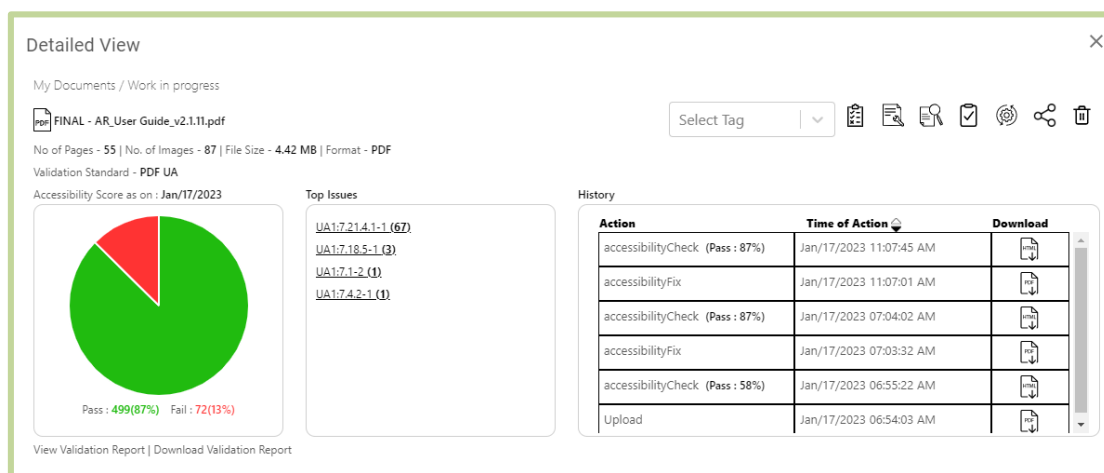 Detailed View
My Documents / Work in progress
PDF FINAL - AR_User Guide_v2.1.11.pdf
Select Tag
No of Pages - 55 | No. of Images - 87 | File Size - 4.42 MB | Format - PDF
Validation Standard - PDF UA
Accessibility Score as on : Jan/17/2023
Pass : 499(87%) Fail : 72(13%)
Top Issues
UA1:7.21.4.1-1 (67)
UA1:7.18.5-1 (3)
UA1:7.1-2 (1)
UA1:7.4.2-1 (1)
History
Action Time of Action Download
accessibilityCheck (Pass : 87%) Jan/17/2023 11:07:45 AM HTML
accessibilityFix Jan/17/2023 11:07:01 AM PDF
accessibilityCheck (Pass : 87%) Jan/17/2023 07:04:02 AM HTML
accessibilityFix Jan/17/2023 07:03:32 AM PDF
accessibilityCheck (Pass : 58%) Jan/17/2023 06:55:22 AM HTML
Upload Jan/17/2023 06:54:03 AM PDF
View Validation Report | Download Validation Report